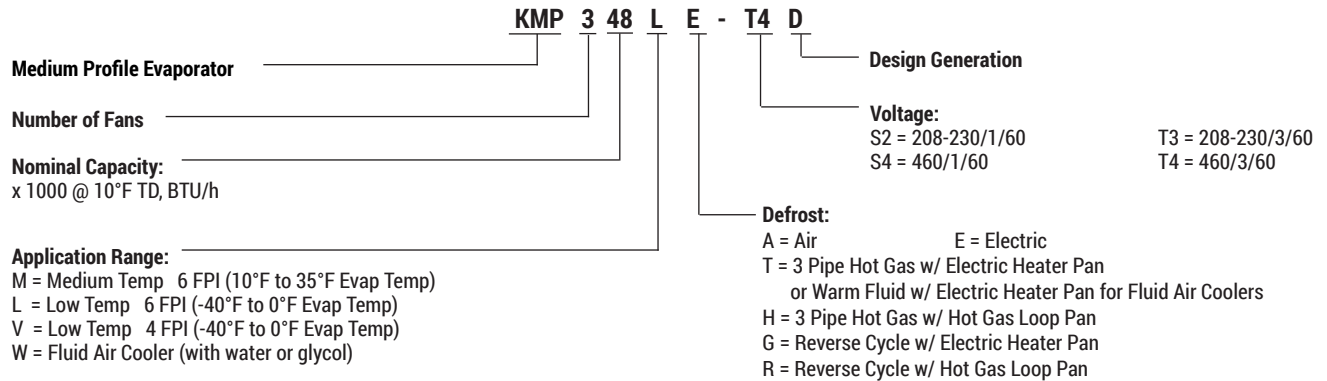 KMP 3 48 L E - T4 D
Medium Profile Evaporator
Number of Fans
Nominal Capacity:
x 1000 @ 10°F TD, BTU/h
Application Range:
M = Medium Temp 6 FPI (10°F to 35°F Evap Temp)
L = Low Temp 6 FPI (-40°F to 0°F Evap Temp)
V = Low Temp 4 FPI (-40°F to 0°F Evap Temp)
W = Fluid Air Cooler (with water or glycol)
Design Generation
Voltage:
S2 = 208-230/1/60 T3 = 208-230/3/60
S4 = 460/1/60 T4 = 460/3/60
Defrost:
A = Air E = Electric
T = 3 Pipe Hot Gas w/ Electric Heater Pan
or Warm Fluid w/ Electric Heater Pan for Fluid Air Coolers
H = 3 Pipe Hot Gas w/ Hot Gas Loop Pan
G = Reverse Cycle w/ Electric Heater Pan
R = Reverse Cycle w/ Hot Gas Loop Pan